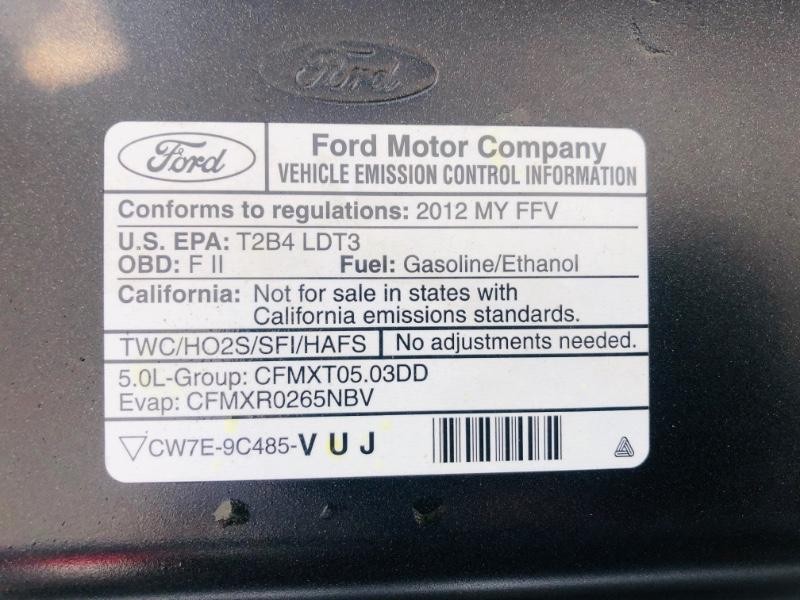 Ford
Ford
Ford Motor Company
VEHICLE EMISSION CONTROL INFORMATION
Conforms to regulations: 2012 MY FFV
U.S. EPA: T2B4 LDT3
OBD: F II Fuel: Gasoline/Ethanol
California: Not for sale in states with
California emissions standards.
TWC/HO2S/SFI/HAFS No adjustments needed.
5.0L-Group: CFMXT05.03DD
Evap: CFMXR0265NBV
CW7E-9C485-VUJ